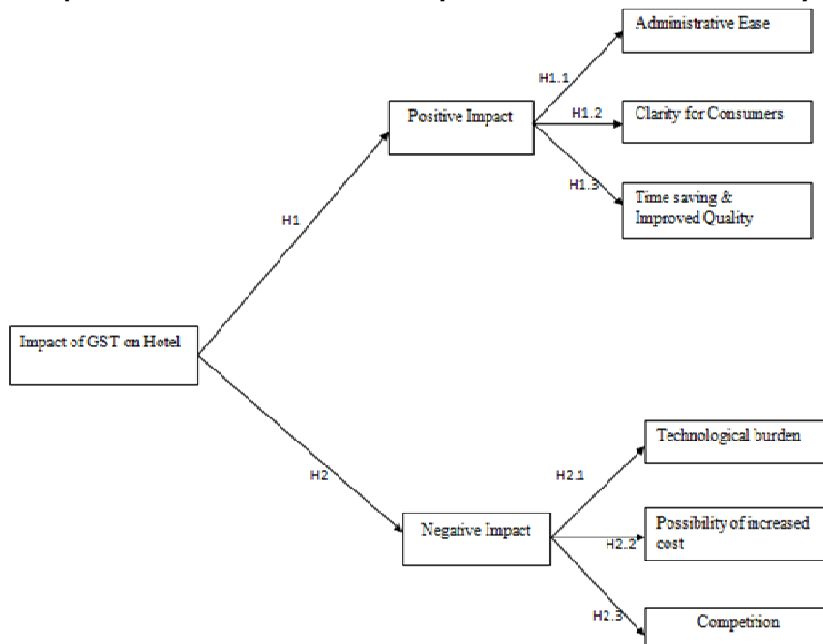 Administrative Ease
H1.1
Positive Impact
H1.2
Clarity for Consumers
H1.3
Time saving &
Improved Quality
H1
Impact of GST on Hotel
H2
Technological burden
H2.1
Negative Impact
H2.2
Possibility of increased
cost
H2.3
Competition